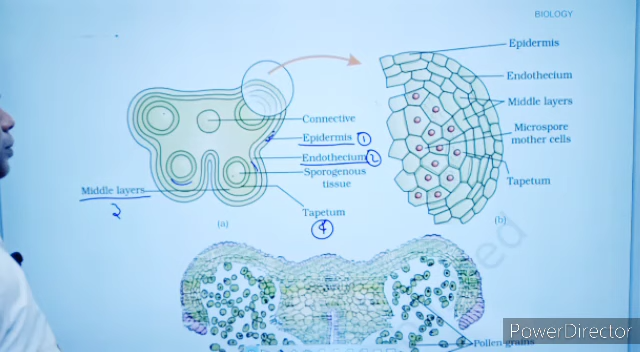 BIOLOGY
Epidermis
Endothecium
Middle layers
Microspore
mother cells
Tapetum
(b)
Connective
Epidermis 1
Endothecium 2
Sporogenous
tissue
Middle layers
Tapetum
4
(a)
Pollen grains
PowerDirector